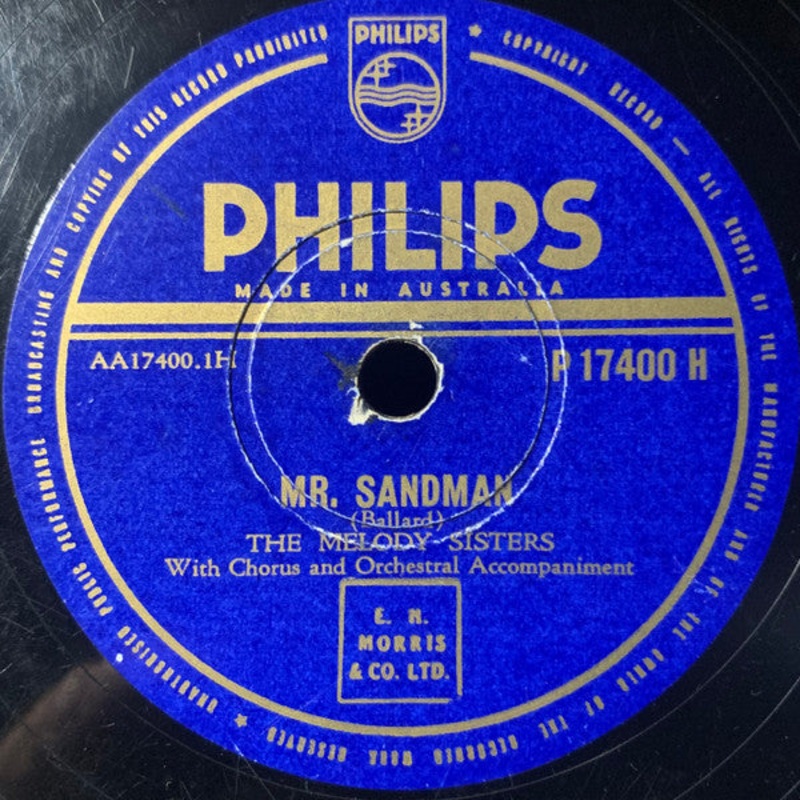 PHILIPS
★ COPYRIGHT RECORD — ALL RIGHTS OF THE MANUFACTURER AND OF THE OWNER OF THE RECORDED WORK RESERVED ★ UNAUTHORISED PUBLIC PERFORMANCE BROADCASTING AND COPYING OF THIS RECORD PROHIBITED
PHILIPS
MADE IN AUSTRALIA
AA17400.1H
P 17400 H
MR. SANDMAN
(Ballard)
THE MELODY SISTERS
With Chorus and Orchestral Accompaniment
E. H.
MORRIS
& CO. LTD.